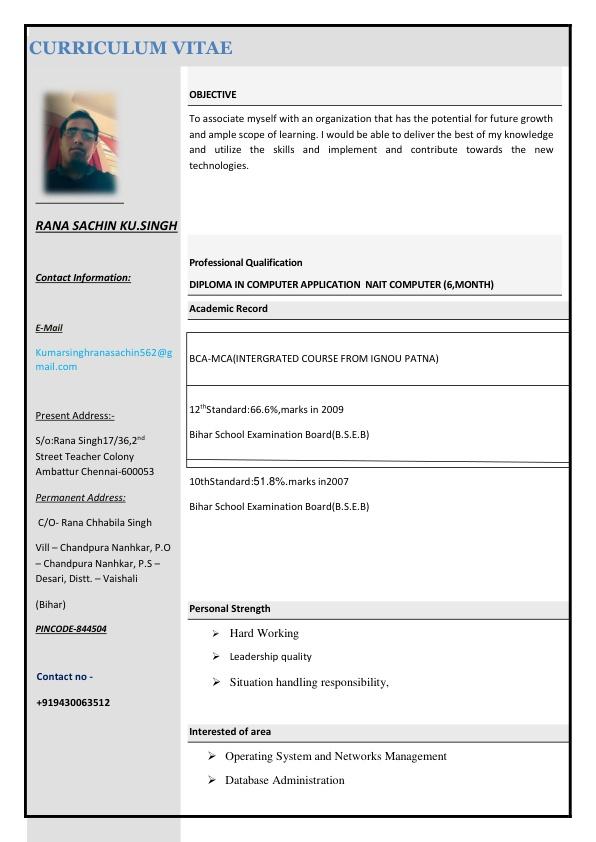 CURRICULUM VITAE
RANA SACHIN KU.SINGH
Contact Information:
E-Mail
Kumarsinghranasachin562@g
mail.com
Present Address:-
S/o:Rana Singh17/36,2nd
Street Teacher Colony
Ambattur Chennai-600053
Permanent Address:
C/O- Rana Chhabila Singh
Vill – Chandpura Nanhkar, P.O
– Chandpura Nanhkar, P.S –
Desari, Distt. – Vaishali
(Bihar)
PINCODE-844504
Contact no -
+919430063512
OBJECTIVE
To associate myself with an organization that has the potential for future growth
and ample scope of learning. I would be able to deliver the best of my knowledge
and utilize the skills and implement and contribute towards the new
technologies.
Professional Qualification
DIPLOMA IN COMPUTER APPLICATION NAIT COMPUTER (6,MONTH)
Academic Record
BCA-MCA(INTERGRATED COURSE FROM IGNOU PATNA)
12thStandard:66.6%,marks in 2009
Bihar School Examination Board(B.S.E.B)
10thStandard:51.8%.marks in2007
Bihar School Examination Board(B.S.E.B)
Personal Strength
➢ Hard Working
➢ Leadership quality
➢ Situation handling responsibility,
Interested of area
➢ Operating System and Networks Management
➢ Database Administration